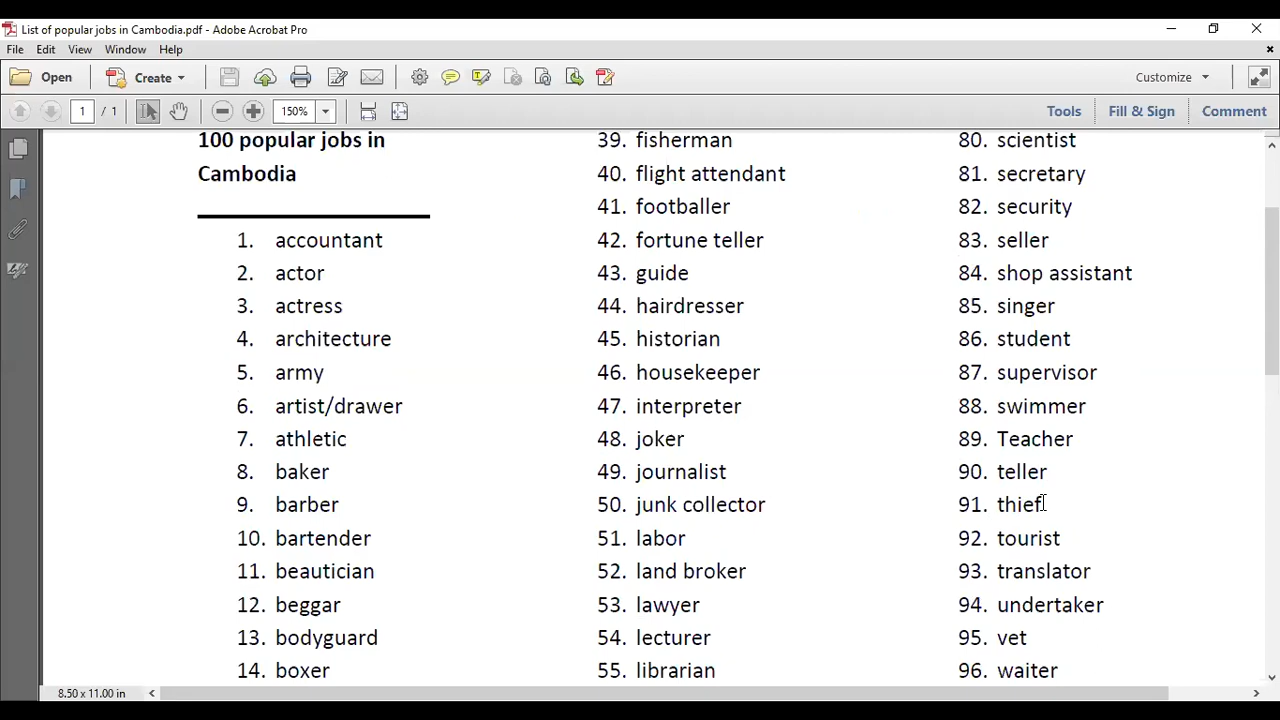 List of popular jobs in Cambodia.pdf - Adobe Acrobat Pro
File Edit View Window Help
Open Create Customize
1 / 1 150% Tools Fill & Sign Comment
100 popular jobs in
Cambodia
1. accountant
2. actor
3. actress
4. architecture
5. army
6. artist/drawer
7. athletic
8. baker
9. barber
10. bartender
11. beautician
12. beggar
13. bodyguard
14. boxer
39. fisherman
40. flight attendant
41. footballer
42. fortune teller
43. guide
44. hairdresser
45. historian
46. housekeeper
47. interpreter
48. joker
49. journalist
50. junk collector
51. labor
52. land broker
53. lawyer
54. lecturer
55. librarian
80. scientist
81. secretary
82. security
83. seller
84. shop assistant
85. singer
86. student
87. supervisor
88. swimmer
89. Teacher
90. teller
91. thief
92. tourist
93. translator
94. undertaker
95. vet
96. waiter
8.50 x 11.00 in